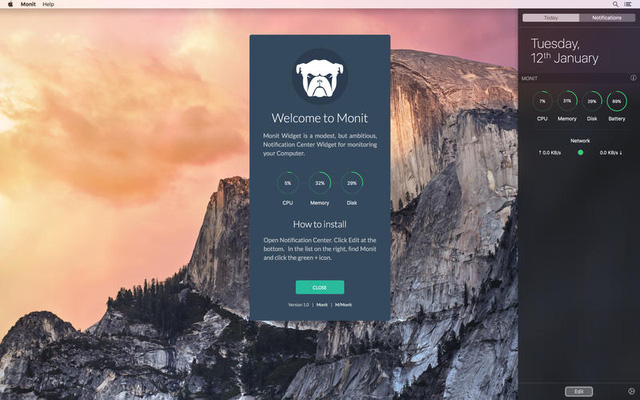 Monit Help
Today Notifications
Tuesday,
12th January
MONIT
7% 31% 29% 89%
CPU Memory Disk Battery
Network
↑ 0.0 KB/s 0.0 KB/s ↓
Edit
Welcome to Monit
Monit Widget is a modest, but ambitious,
Notification Center Widget for monitoring
your Computer.
5% 32% 29%
CPU Memory Disk
How to install
Open Notification Center. Click Edit at the
bottom. In the list on the right, find Monit
and click the green + icon.
CLOSE
Version 1.0 | Monit | M/Monit